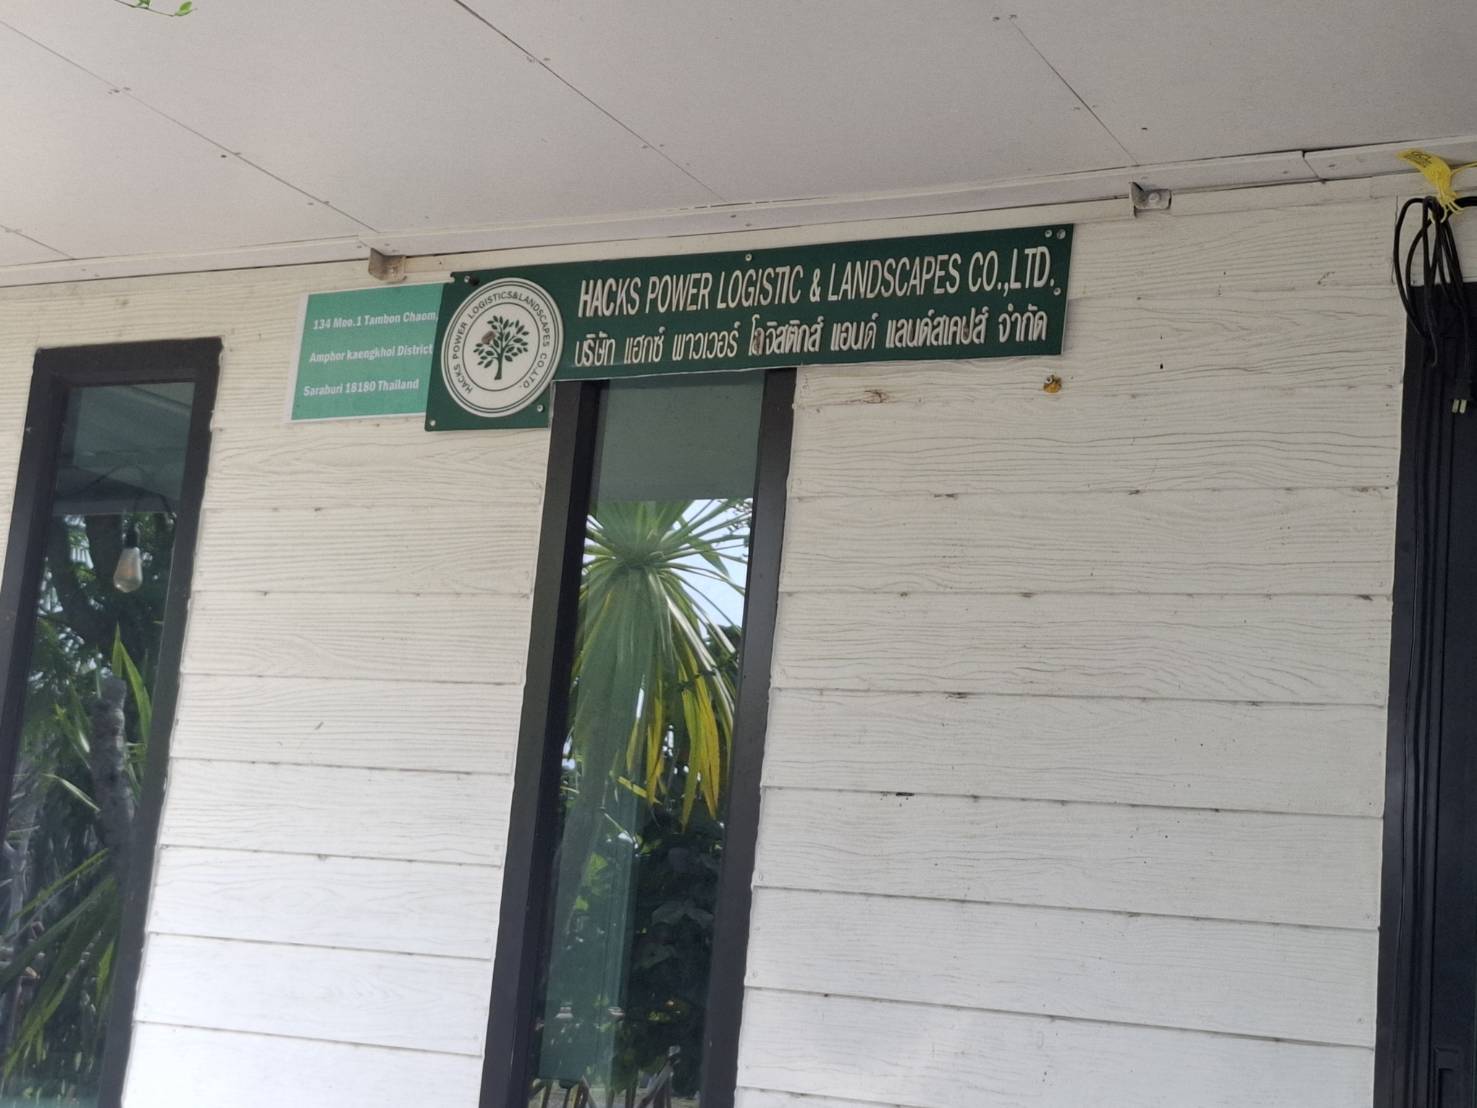 134 Moo.1 Tambon Chaom,
Amphor kaengkhoi District
Saraburi 18180 Thailand
HACKS POWER LOGISTICS&LANDSCAPES CO.,LTD.
HACKS POWER LOGISTIC & LANDSCAPES CO.,LTD.
บริษัท แฮกซ์ พาวเวอร์ โลจิสติกส์ แอนด์ แลนด์สเคปส์ จำกัด